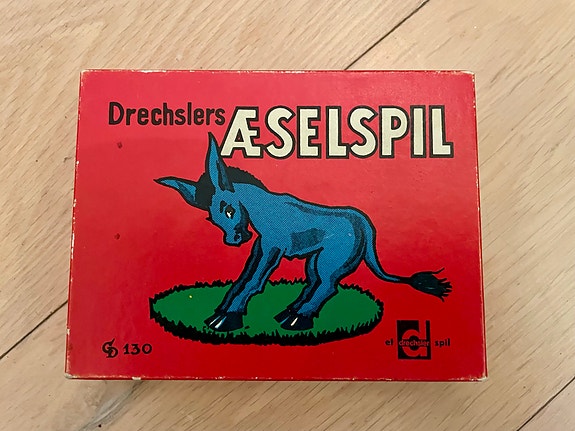 Drechslers ÆSELSPIL
GD 130
et drechsler spil